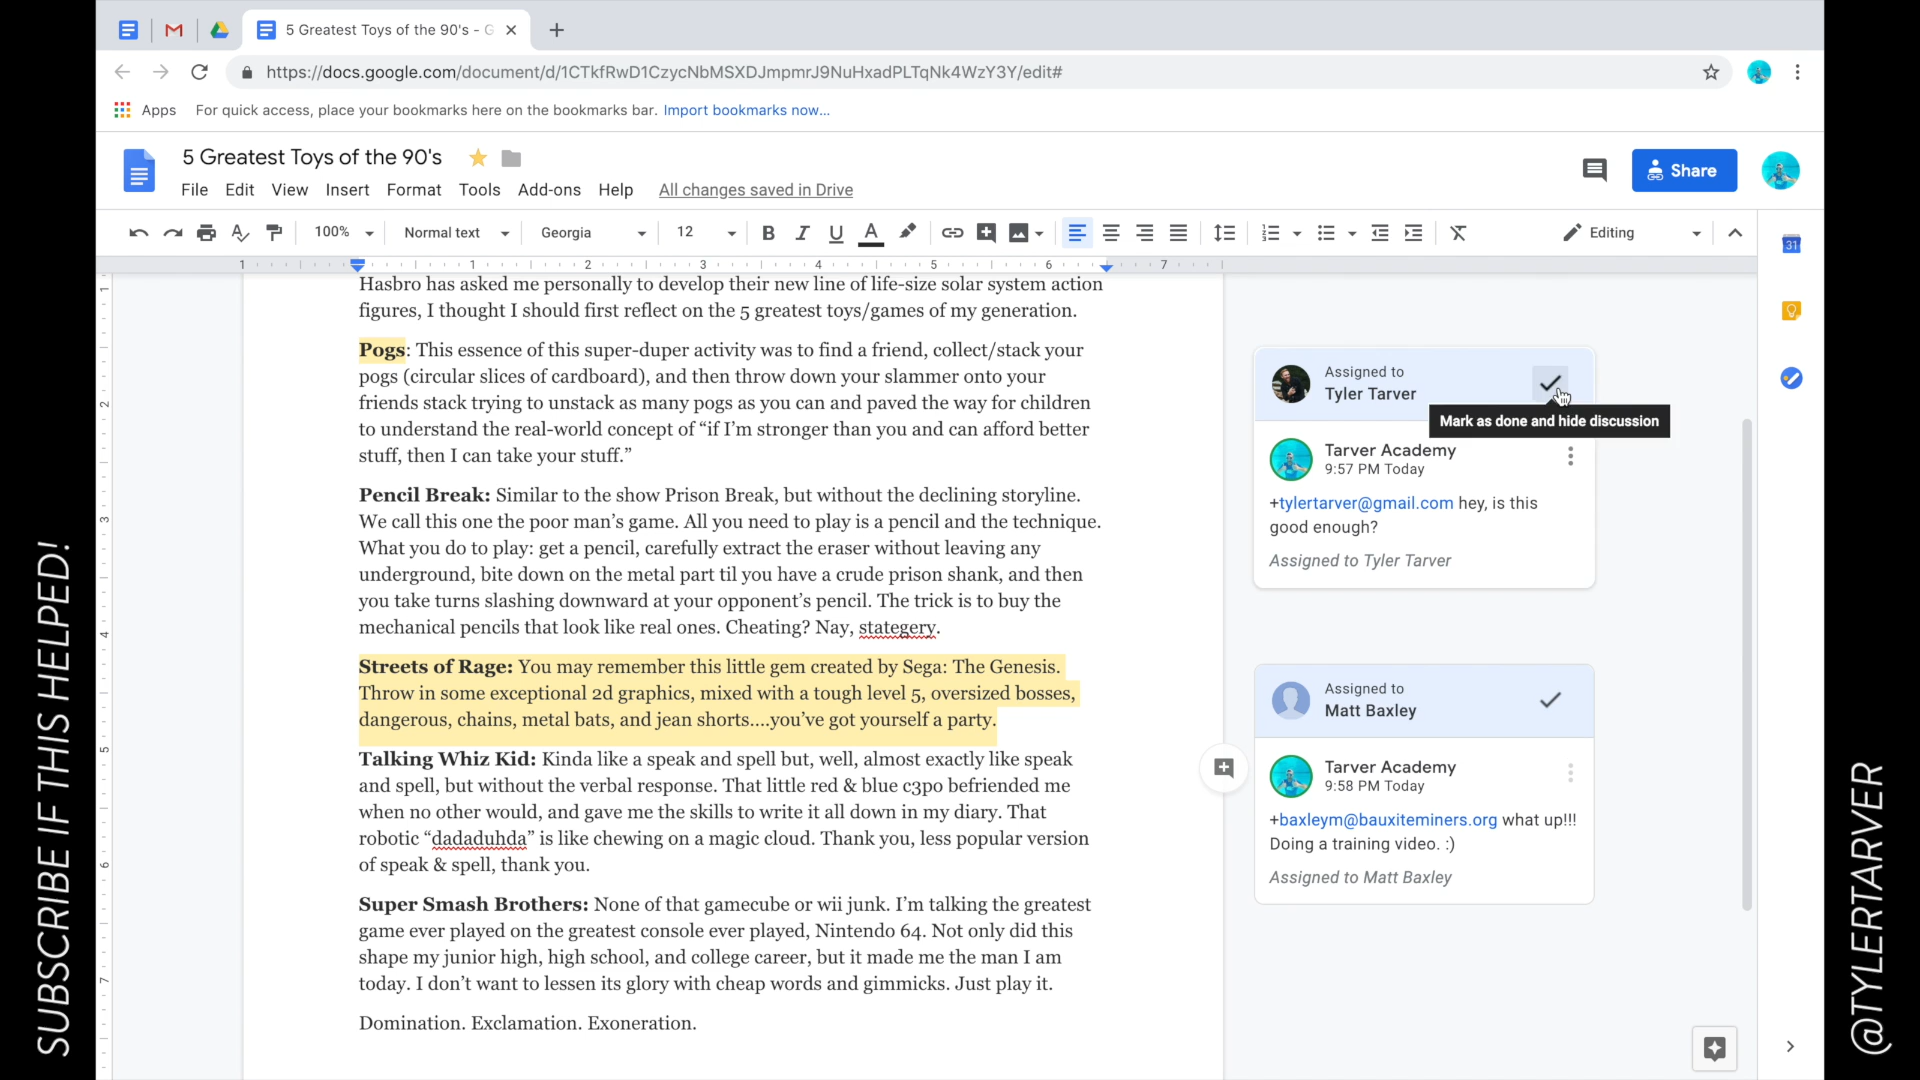 5 Greatest Toys of the 90's - G
https://docs.google.com/document/d/1CTkfRwD1CzycNbMSXDJmpmrJ9NuHxadPLTqNk4WzY3Y/edit#
Apps For quick access, place your bookmarks here on the bookmarks bar. Import bookmarks now...
5 Greatest Toys of the 90's
Share
File Edit View Insert Format Tools Add-ons Help All changes saved in Drive
100% Normal text Georgia 12 B I U A Editing
31
1 1 2 3 4 5 6 7
1
2
3
4
5
6
7
Hasbro has asked me personally to develop their new line of life-size solar system action
figures, I thought I should first reflect on the 5 greatest toys/games of my generation.
Pogs: This essence of this super-duper activity was to find a friend, collect/stack your
pogs (circular slices of cardboard), and then throw down your slammer onto your
friends stack trying to unstack as many pogs as you can and paved the way for children
to understand the real-world concept of “if I’m stronger than you and can afford better
stuff, then I can take your stuff.”
Pencil Break: Similar to the show Prison Break, but without the declining storyline.
We call this one the poor man’s game. All you need to play is a pencil and the technique.
What you do to play: get a pencil, carefully extract the eraser without leaving any
underground, bite down on the metal part til you have a crude prison shank, and then
you take turns slashing downward at your opponent’s pencil. The trick is to buy the
mechanical pencils that look like real ones. Cheating? Nay, stategery.
Streets of Rage: You may remember this little gem created by Sega: The Genesis.
Throw in some exceptional 2d graphics, mixed with a tough level 5, oversized bosses,
dangerous, chains, metal bats, and jean shorts....you’ve got yourself a party.
Talking Whiz Kid: Kinda like a speak and spell but, well, almost exactly like speak
and spell, but without the verbal response. That little red & blue c3po befriended me
when no other would, and gave me the skills to write it all down in my diary. That
robotic “dadaduhda” is like chewing on a magic cloud. Thank you, less popular version
of speak & spell, thank you.
Super Smash Brothers: None of that gamecube or wii junk. I’m talking the greatest
game ever played on the greatest console ever played, Nintendo 64. Not only did this
shape my junior high, high school, and college career, but it made me the man I am
today. I don’t want to lessen its glory with cheap words and gimmicks. Just play it.
Domination. Exclamation. Exoneration.
Assigned to
Tyler Tarver
Mark as done and hide discussion
Tarver Academy
9:57 PM Today
+tylertarver@gmail.com hey, is this
good enough?
Assigned to Tyler Tarver
Assigned to
Matt Baxley
Tarver Academy
9:58 PM Today
+baxleym@bauxiteminers.org what up!!!
Doing a training video. :)
Assigned to Matt Baxley
SUBSCRIBE IF THIS HELPED!
@TYLERTARVER